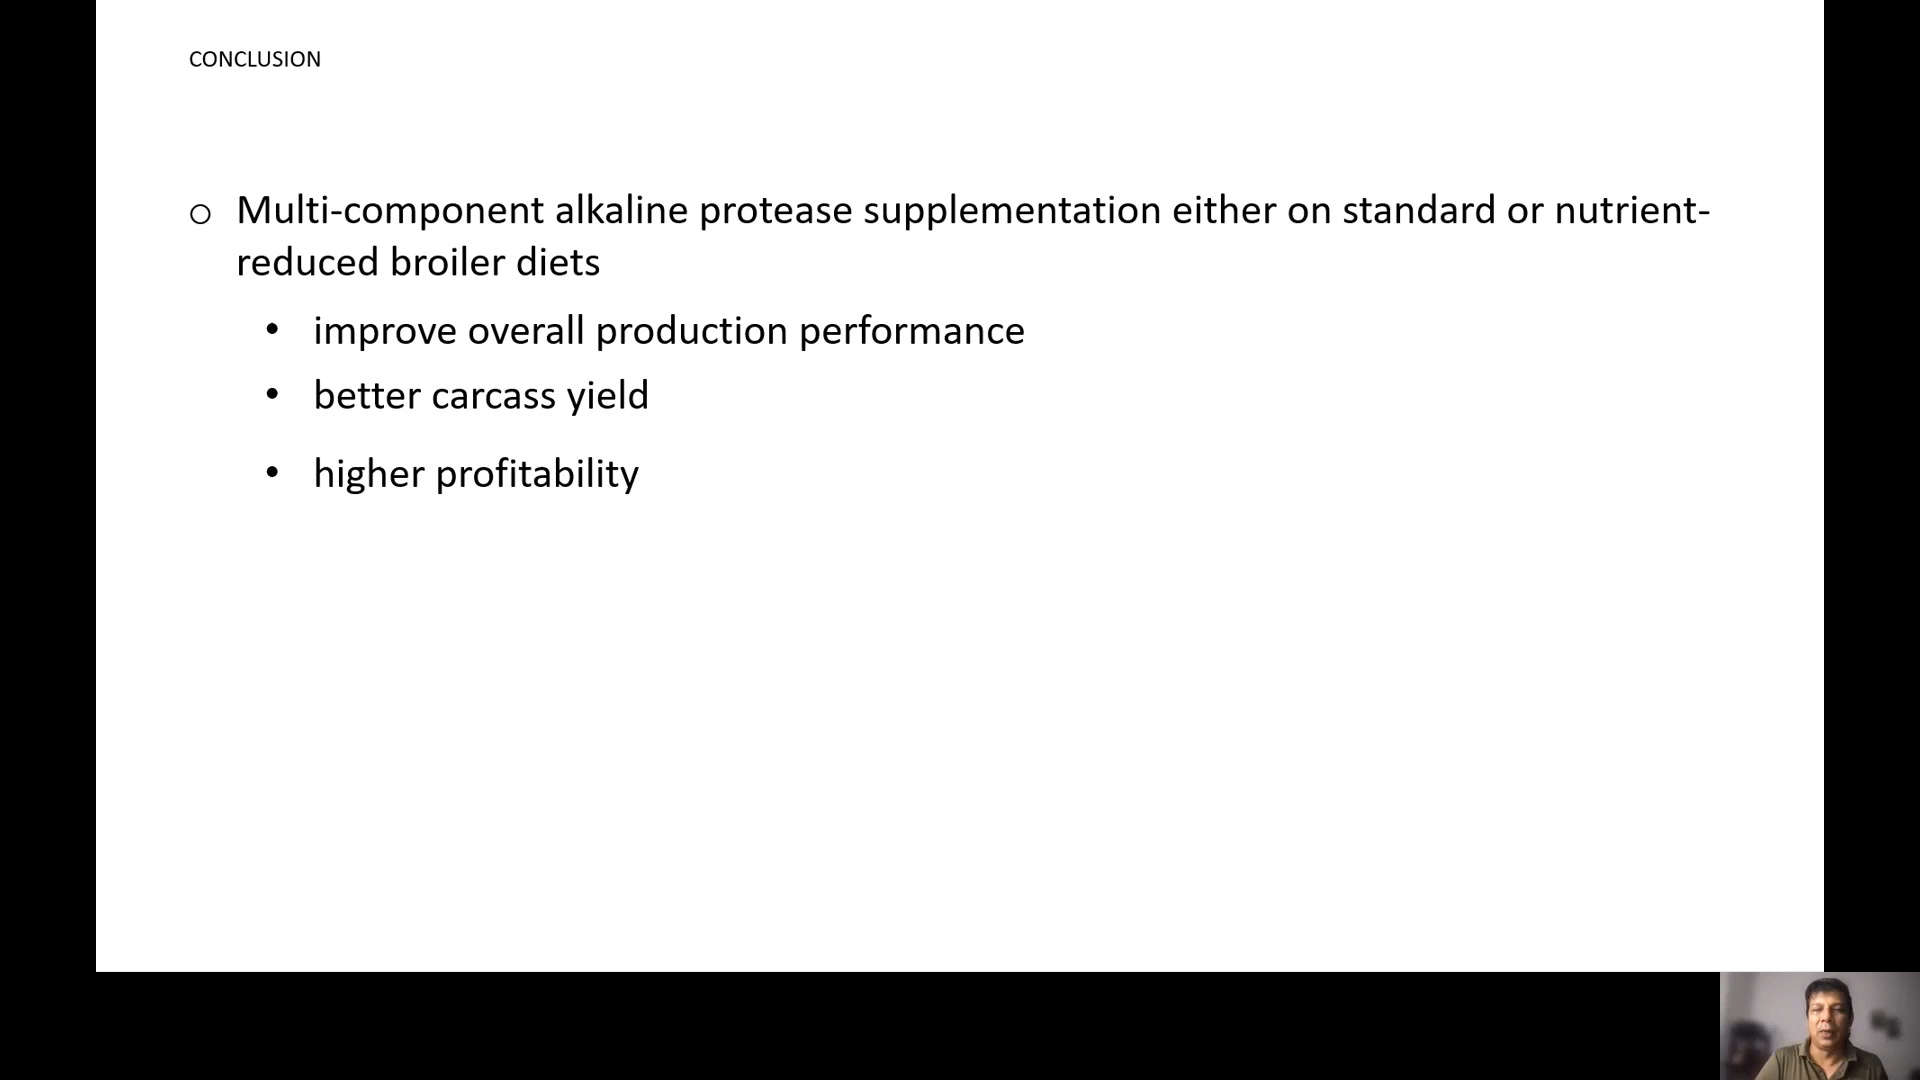 CONCLUSION
o Multi-component alkaline protease supplementation either on standard or nutrient-
reduced broiler diets
• improve overall production performance
• better carcass yield
• higher profitability